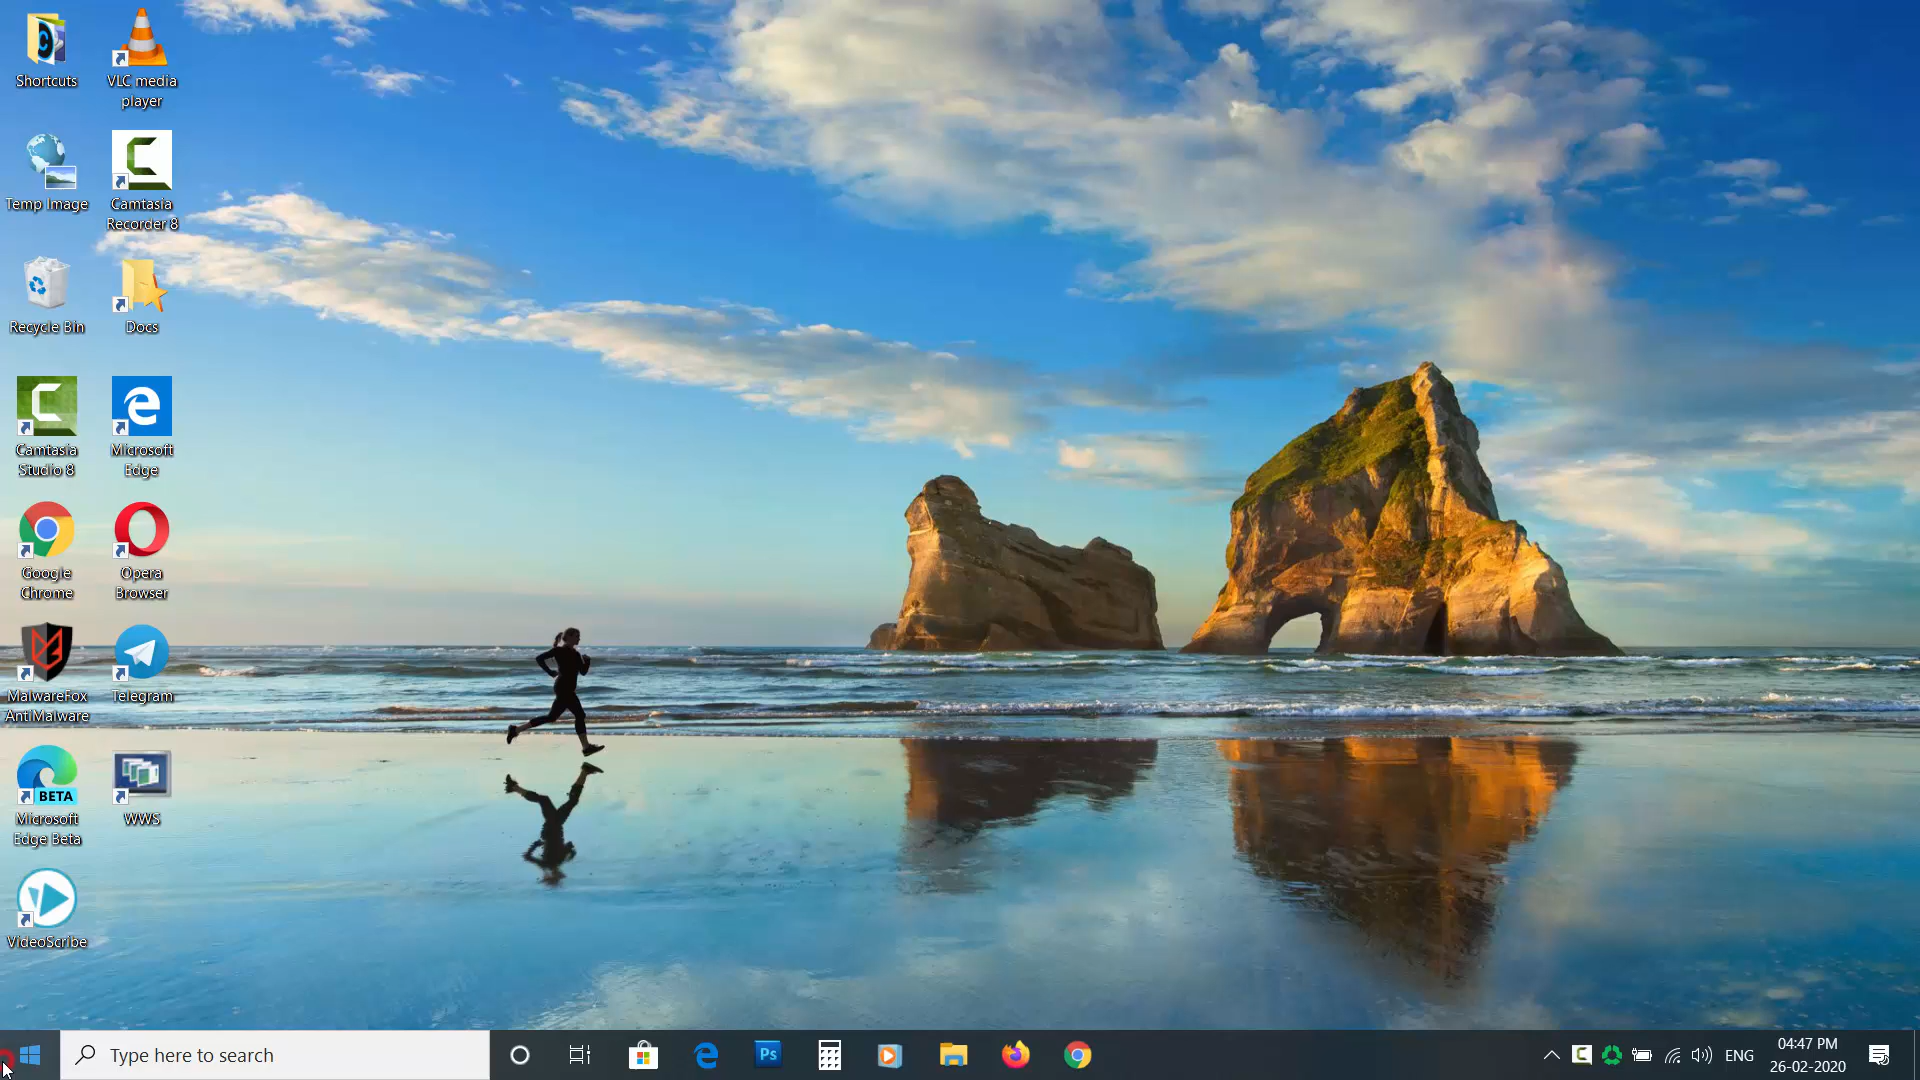 Shortcuts
VLC media
player
Temp Image
Camtasia
Recorder 8
Recycle Bin
Docs
Camtasia
Studio 8
Microsoft
Edge
Google
Chrome
Opera
Browser
MalwareFox
AntiMalware
Telegram
BETA
Microsoft
Edge Beta
WWS
VideoScribe
Type here to search
Ps
ENG
04:47 PM
26-02-2020